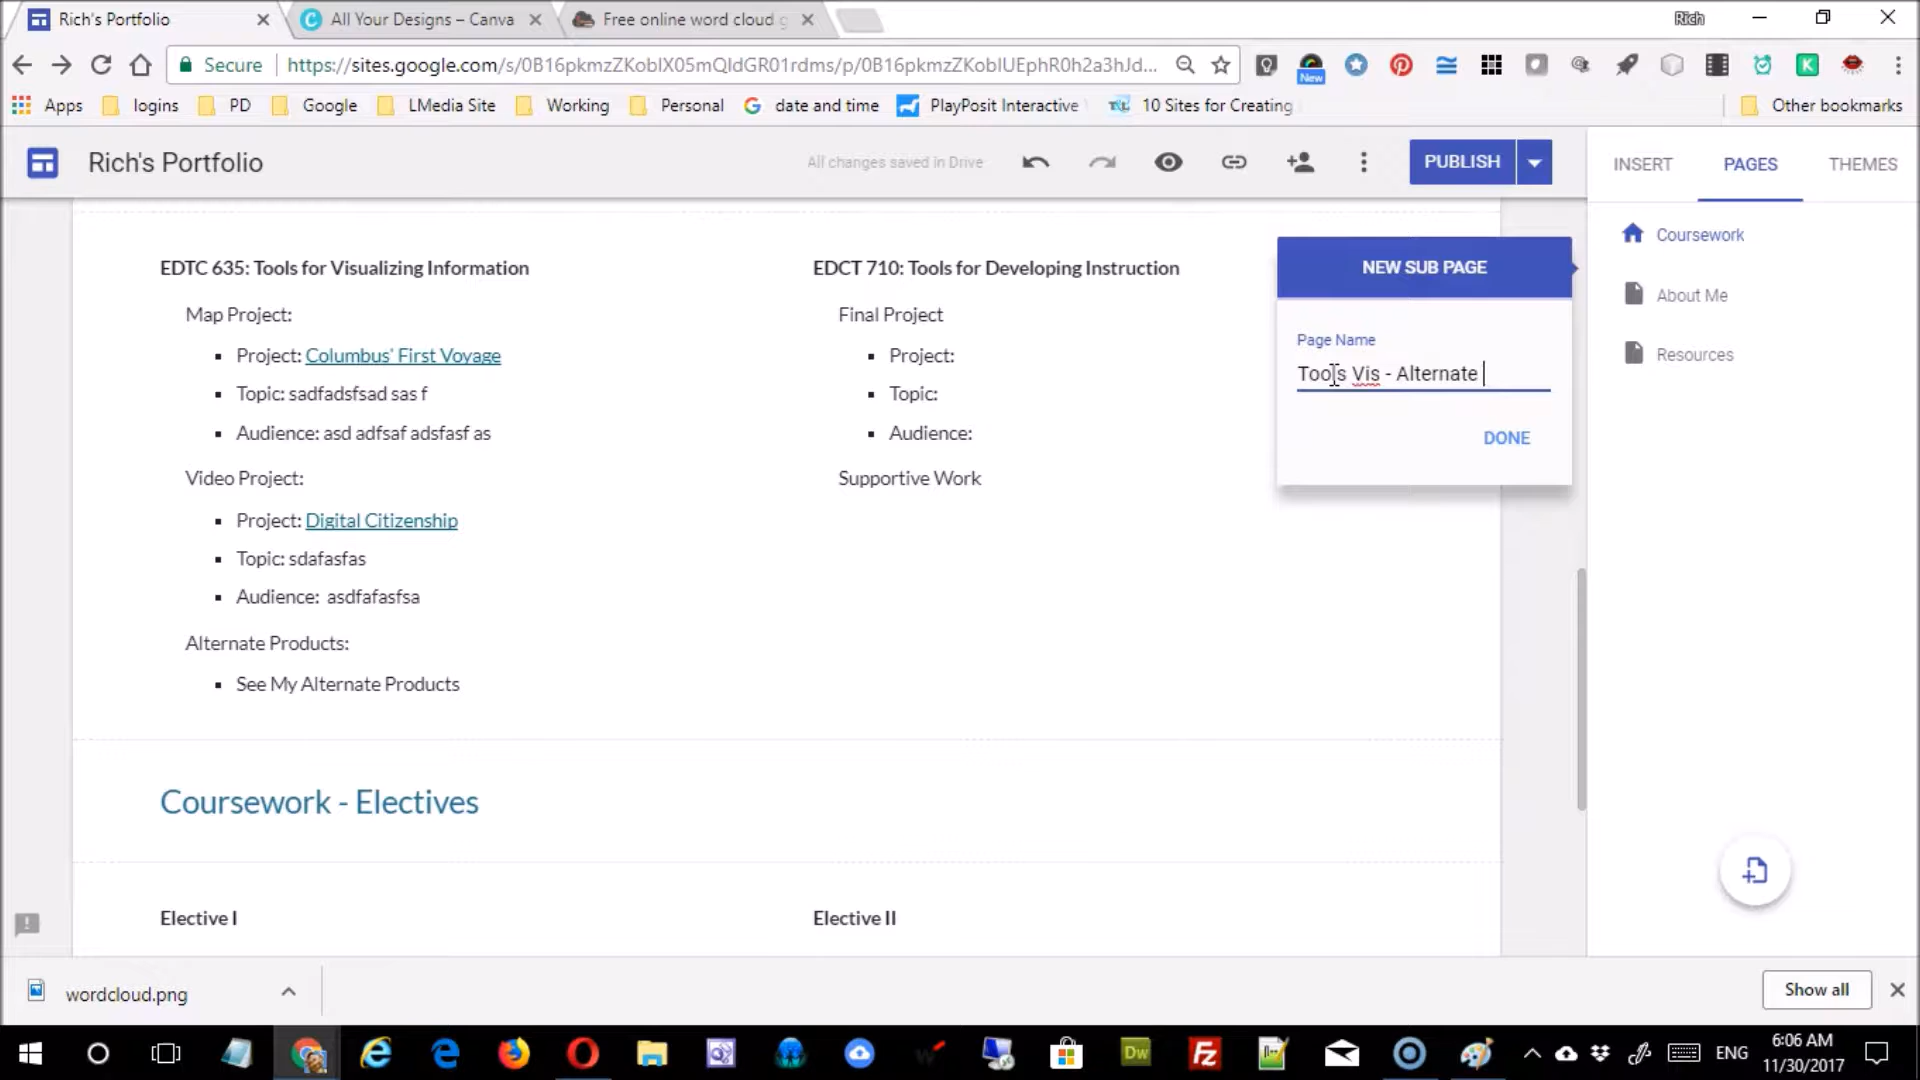 Rich's Portfolio
All Your Designs – Canva
Free online word cloud g
Rich
Secure
https://sites.google.com/s/0B16pkmzZKobIX05mQldGR01rdms/p/0B16pkmzZKobIUEphR0h2a3hJd...
New
Apps logins PD Google LMedia Site Working Personal date and time PlayPosit Interactive 10 Sites for Creating Other bookmarks
Rich's Portfolio
All changes saved in Drive
PUBLISH
INSERT PAGES THEMES
Coursework
About Me
Resources
NEW SUB PAGE
Page Name
Tools Vis - Alternate
DONE
EDTC 635: Tools for Visualizing Information
Map Project:
Project: Columbus' First Voyage
Topic: sadfadsfsad sas f
Audience: asd adfsaf adsfasf as
Video Project:
Project: Digital Citizenship
Topic: sdafasfas
Audience: asdfafasfsa
Alternate Products:
See My Alternate Products
EDCT 710: Tools for Developing Instruction
Final Project
Project:
Topic:
Audience:
Supportive Work
Coursework - Electives
Elective I
Elective II
wordcloud.png
Show all
Dw
Fz
ENG
6:06 AM
11/30/2017